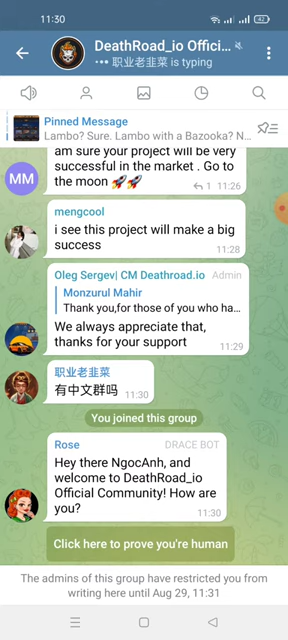 11:30
42
DeathRoad_io Offici...
职业老韭菜 is typing
Pinned Message
Lambo? Sure. Lambo with a Bazooka? N...
am sure your project will be very
successful in the market . Go to
the moon 🚀🚀
1 11:26
MM
mengcool
i see this project will make a big
success
11:28
Oleg Sergev| CM Deathroad.io Admin
Monzurul Mahir
Thank you,for those of you who ha...
We always appreciate that,
thanks for your support
11:29
职业老韭菜
有中文群吗 11:30
You joined this group
Rose DRACE BOT
Hey there NgocAnh, and
welcome to DeathRoad_io
Official Community! How are
you?
11:30
Click here to prove you're human
The admins of this group have restricted you from
writing here until Aug 29, 11:31